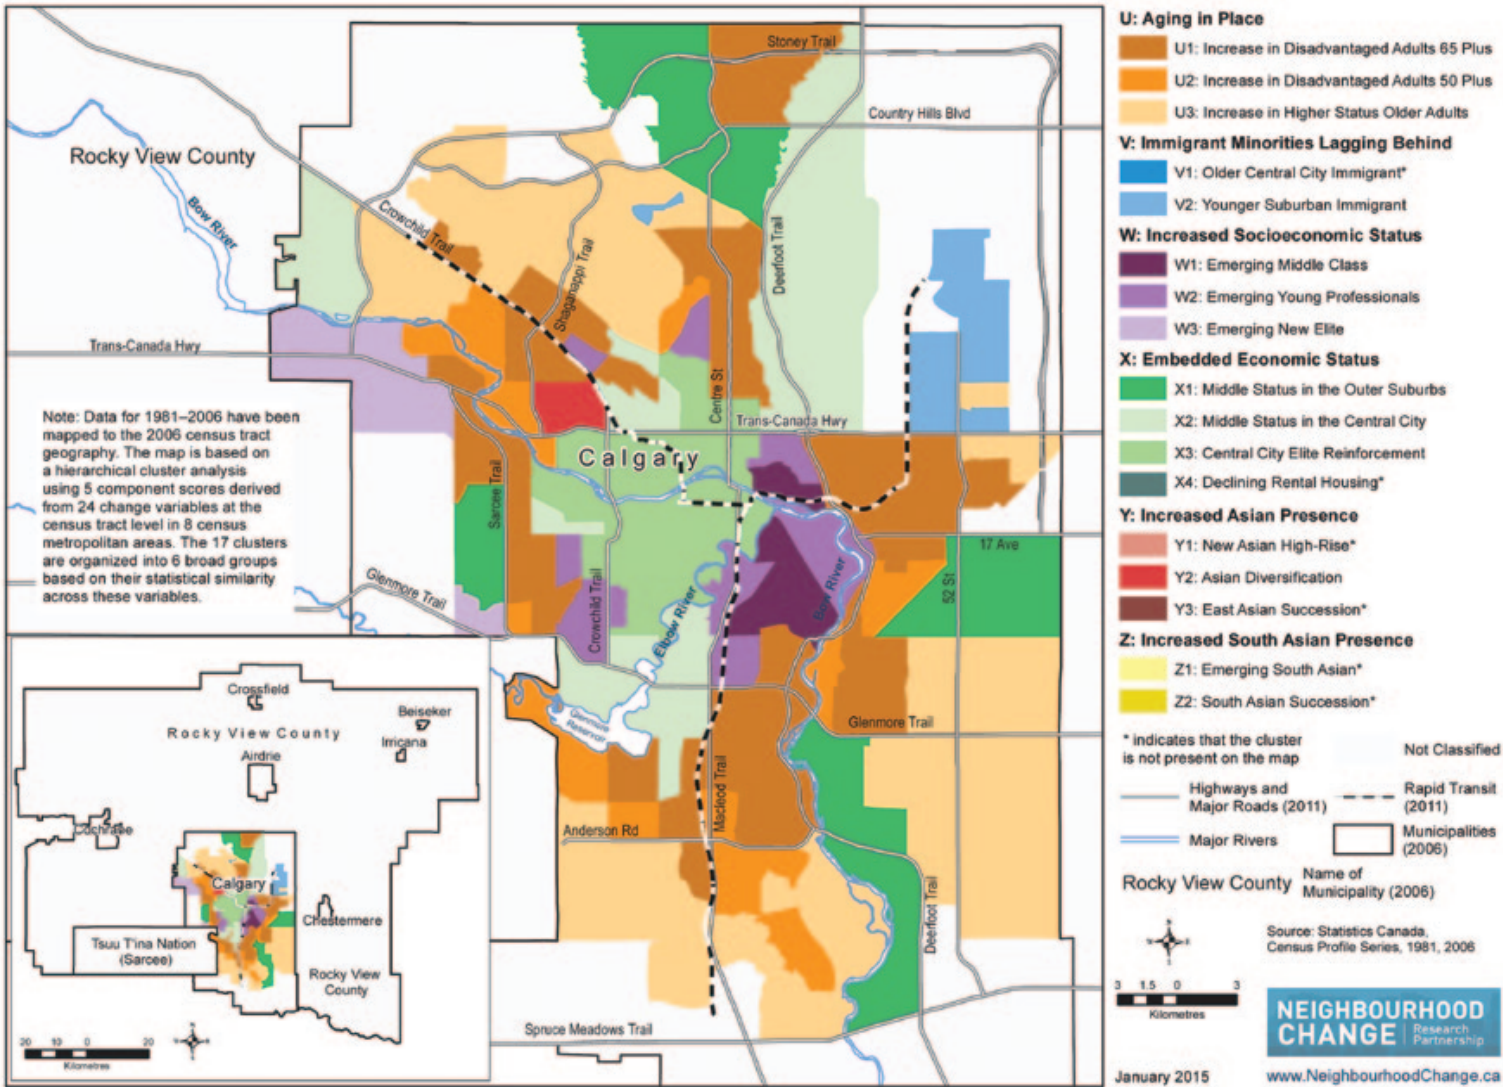 Stoney Trail
Country Hills Blvd
Rocky View County
Bow River
Crowchild Trail
Shaganappi Trail
Deerfoot Trail
Trans-Canada Hwy
Centre St
Trans-Canada Hwy
Calgary
Note: Data for 1981–2006 have been
mapped to the 2006 census tract
geography. The map is based on
a hierarchical cluster analysis
using 5 component scores derived
from 24 change variables at the
census tract level in 8 census
metropolitan areas. The 17 clusters
are organized into 6 broad groups
based on their statistical similarity
across these variables.
Sarcee Trail
17 Ave
52 St
Glenmore Trail
Crowchild Trail
Elbow River
Bow River
Glenmore
Reservoir
Glenmore Trail
Macleod Trail
Anderson Rd
Deerfoot Trail
Spruce Meadows Trail
Crossfield
Rocky View County
Beiseker
Irricana
Airdrie
Cochrane
Calgary
Chestermere
Tsuu T'ina Nation
(Sarcee)
Rocky View
County
N
20 10 0 20
Kilometres
U: Aging in Place
U1: Increase in Disadvantaged Adults 65 Plus
U2: Increase in Disadvantaged Adults 50 Plus
U3: Increase in Higher Status Older Adults
V: Immigrant Minorities Lagging Behind
V1: Older Central City Immigrant*
V2: Younger Suburban Immigrant
W: Increased Socioeconomic Status
W1: Emerging Middle Class
W2: Emerging Young Professionals
W3: Emerging New Elite
X: Embedded Economic Status
X1: Middle Status in the Outer Suburbs
X2: Middle Status in the Central City
X3: Central City Elite Reinforcement
X4: Declining Rental Housing*
Y: Increased Asian Presence
Y1: New Asian High-Rise*
Y2: Asian Diversification
Y3: East Asian Succession*
Z: Increased South Asian Presence
Z1: Emerging South Asian*
Z2: South Asian Succession*
* indicates that the cluster
is not present on the map
Not Classified
Highways and
Major Roads (2011)
Rapid Transit
(2011)
Major Rivers
Municipalities
(2006)
Rocky View County
Name of
Municipality (2006)
N
Source: Statistics Canada,
Census Profile Series, 1981, 2006
3 1.5 0 3
Kilometres
NEIGHBOURHOOD
CHANGE | Research
Partnership
January 2015
www.NeighbourhoodChange.ca